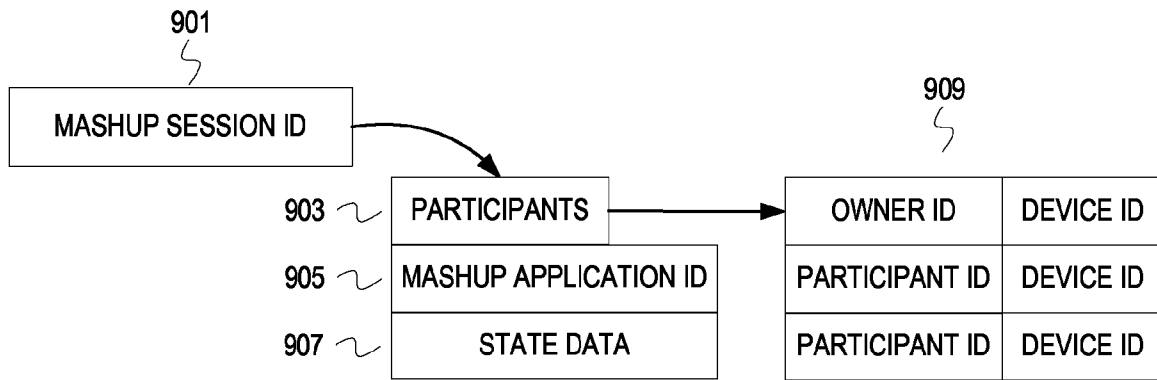 901
MASHUP SESSION ID
909
903 PARTICIPANTS OWNER ID DEVICE ID
905 MASHUP APPLICATION ID PARTICIPANT ID DEVICE ID
907 STATE DATA PARTICIPANT ID DEVICE ID